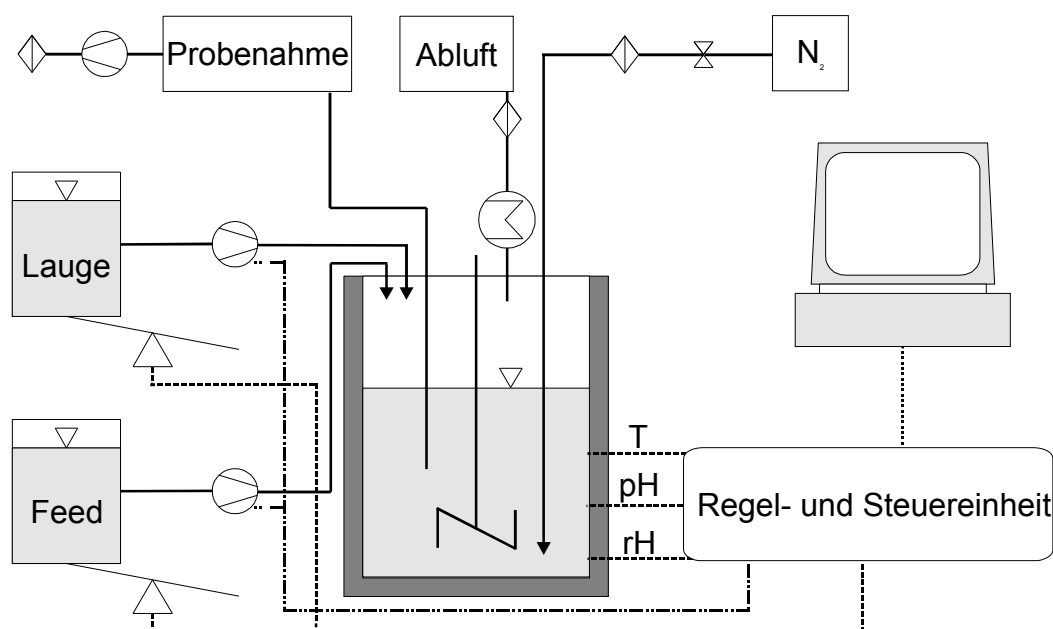 Probenahme
Abluft
N₂
Lauge
Feed
T
pH
rH
Regel- und Steuereinheit